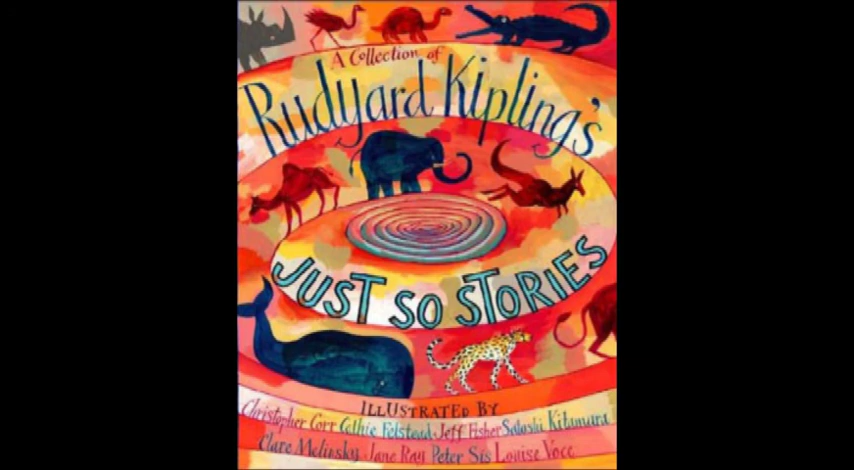 A Collection of
Rudyard Kipling's
JUST SO STORIES
ILLUSTRATED BY
Christopher Corr Cathie Felstead Jeff Fisher Satoshi Kitamura
Clare Melinsky Jane Ray Peter Sís Louise Voce